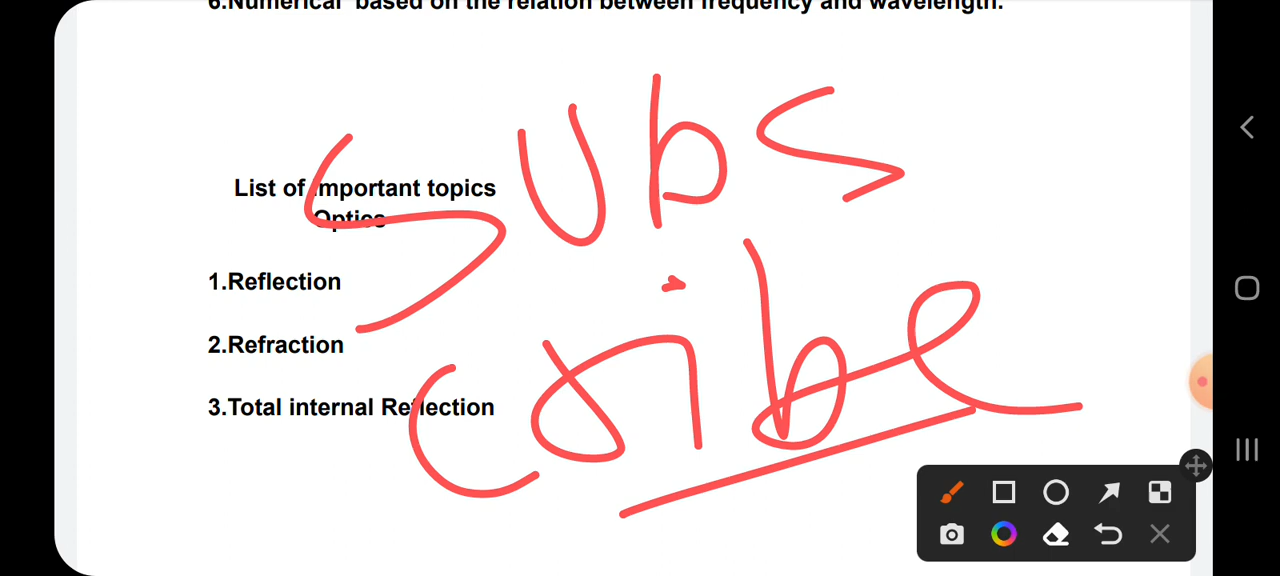 6.Numerical based on the relation between frequency and wavelength.
Subs
List of important topics
Optics
1.Reflection
cribe
2.Refraction
3.Total internal Reflection